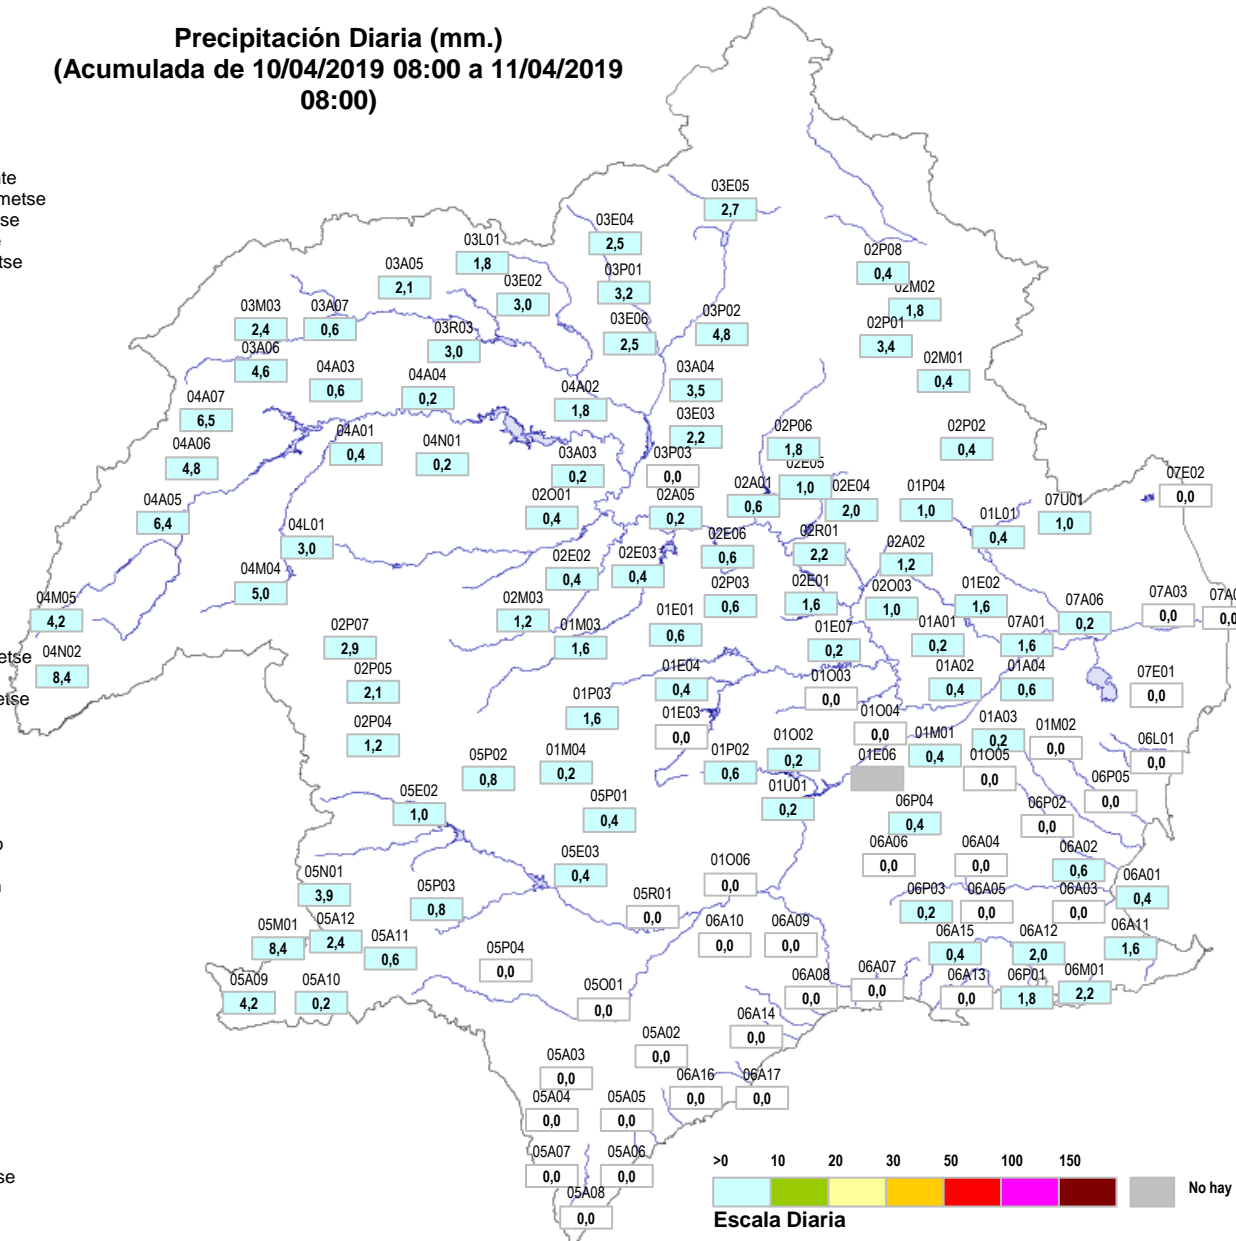 Precipitación Diaria (mm.)
(Acumulada de 10/04/2019 08:00 a 11/04/2019
08:00)
nte
metse
se
e
tse
etse
etse
o
n
se
03E05
2,7
03E04
2,5
03L01
1,8
02P08
0,4
03A05
2,1
03P01
3,2
03E02
3,0
02M02
1,8
03M03
2,4
03A07
0,6
03R03
3,0
03E06
2,5
03P02
4,8
02P01
3,4
03A06
4,6
04A03
0,6
04A04
0,2
03A04
3,5
02M01
0,4
04A07
6,5
04A02
1,8
03E03
2,2
04A06
4,8
04A01
0,4
04N01
0,2
03A03
0,2
03P03
0,0
02P06
1,8
02P02
0,4
02E05
1,0
07E02
0,0
04A05
6,4
02O01
0,4
02A05
0,2
02A01
0,6
02E04
2,0
01P04
1,0
07U01
1,0
04L01
3,0
01L01
0,4
02E06
0,6
02R01
2,2
02A02
1,2
02E02
0,4
02E03
0,4
04M04
5,0
02P03
0,6
02E01
1,6
02O03
1,0
01E02
1,6
04M05
4,2
02M03
1,2
01E01
0,6
07A06
0,2
07A03
0,0
07A0
0,0
02P07
2,9
01M03
1,6
01E07
0,2
01A01
0,2
07A01
1,6
04N02
8,4
02P05
2,1
01E04
0,4
01O03
0,0
01A02
0,4
01A04
0,6
07E01
0,0
01P03
1,6
02P04
1,2
01E03
0,0
01O04
0,0
01A03
0,2
01M02
0,0
05P02
0,8
01M04
0,2
01P02
0,6
01O02
0,2
01E06
01M01
0,4
01O05
0,0
06L01
0,0
05E02
1,0
05P01
0,4
01U01
0,2
06P04
0,4
06P02
0,0
06P05
0,0
05E03
0,4
01O06
0,0
06A06
0,0
06A04
0,0
06A02
0,6
05N01
3,9
05P03
0,8
05R01
0,0
06P03
0,2
06A05
0,0
06A03
0,0
06A01
0,4
05M01
8,4
05A12
2,4
05A11
0,6
06A10
0,0
06A09
0,0
06A15
0,4
06A12
2,0
06A11
1,6
05P04
0,0
05A09
4,2
05A10
0,2
05O01
0,0
06A08
0,0
06A07
0,0
06A13
0,0
06P01
1,8
06M01
2,2
05A02
0,0
06A14
0,0
05A03
0,0
06A16
0,0
06A17
0,0
05A04
0,0
05A05
0,0
05A07
0,0
05A06
0,0
05A08
0,0
>0 10 20 30 50 100 150
No hay
Escala Diaria